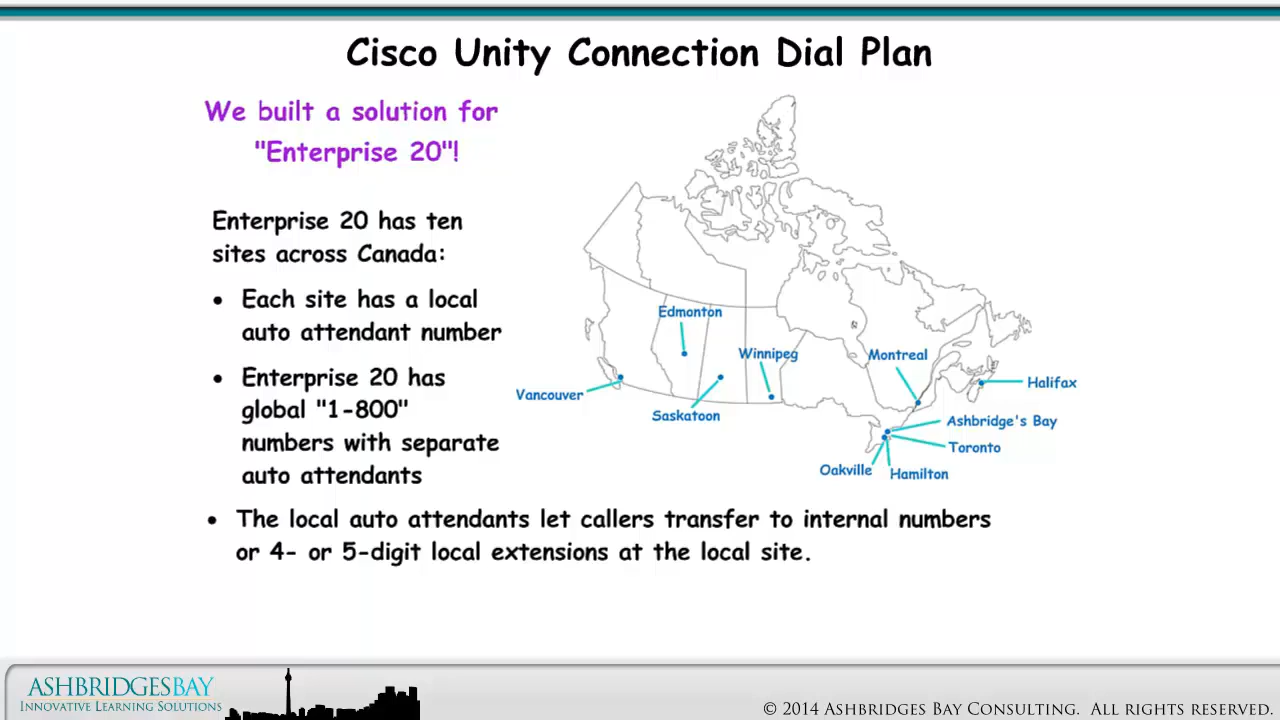 Cisco Unity Connection Dial Plan
We built a solution for
"Enterprise 20"!
Enterprise 20 has ten
sites across Canada:
• Each site has a local
auto attendant number
• Enterprise 20 has
global "1-800"
numbers with separate
auto attendants
• The local auto attendants let callers transfer to internal numbers
or 4- or 5-digit local extensions at the local site.
Edmonton
Winnipeg
Montreal
Halifax
Vancouver
Saskatoon
Ashbridge's Bay
Toronto
Oakville
Hamilton
ASHBRIDGESBAY
INNOVATIVE LEARNING SOLUTIONS
© 2014 ASHBRIDGES BAY CONSULTING. ALL RIGHTS RESERVED.